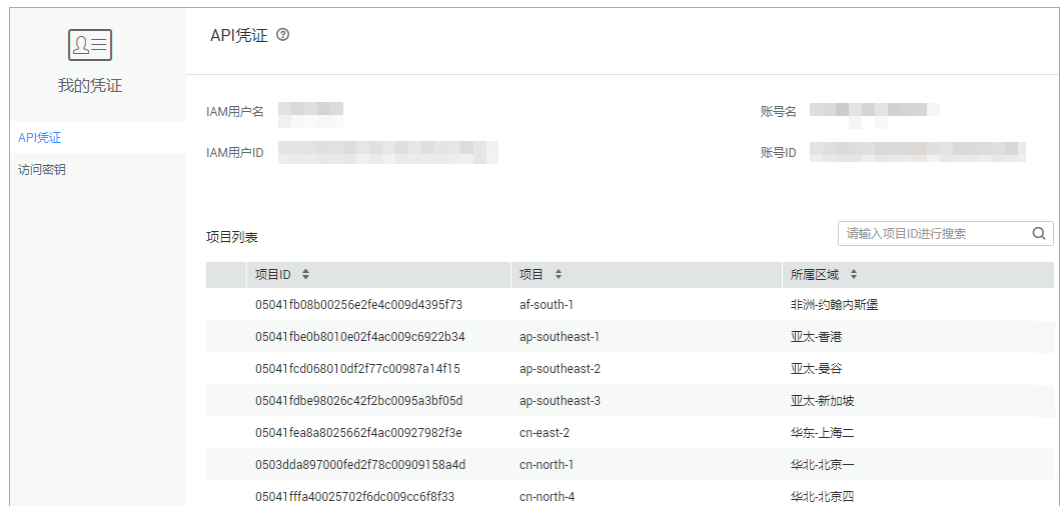 我的凭证
API凭证
访问密钥
API凭证 ?
IAM用户名
账号名
IAM用户ID
账号ID
项目列表
请输入项目ID进行搜索
项目ID 项目 所属区域
05041fb08b00256e2fe4c009d4395f73 af-south-1 非洲-约翰内斯堡
05041fbe0b8010e02f4ac009c6922b34 ap-southeast-1 亚太-香港
05041fcd068010df2f77c00987a14f15 ap-southeast-2 亚太-曼谷
05041fdbe98026c42f2bc0095a3bf05d ap-southeast-3 亚太-新加坡
05041fea8a8025662f4ac00927982f3e cn-east-2 华东-上海二
0503dda897000fed2f78c00909158a4d cn-north-1 华北-北京一
05041fffa40025702f6dc009cc6f8f33 cn-north-4 华北-北京四